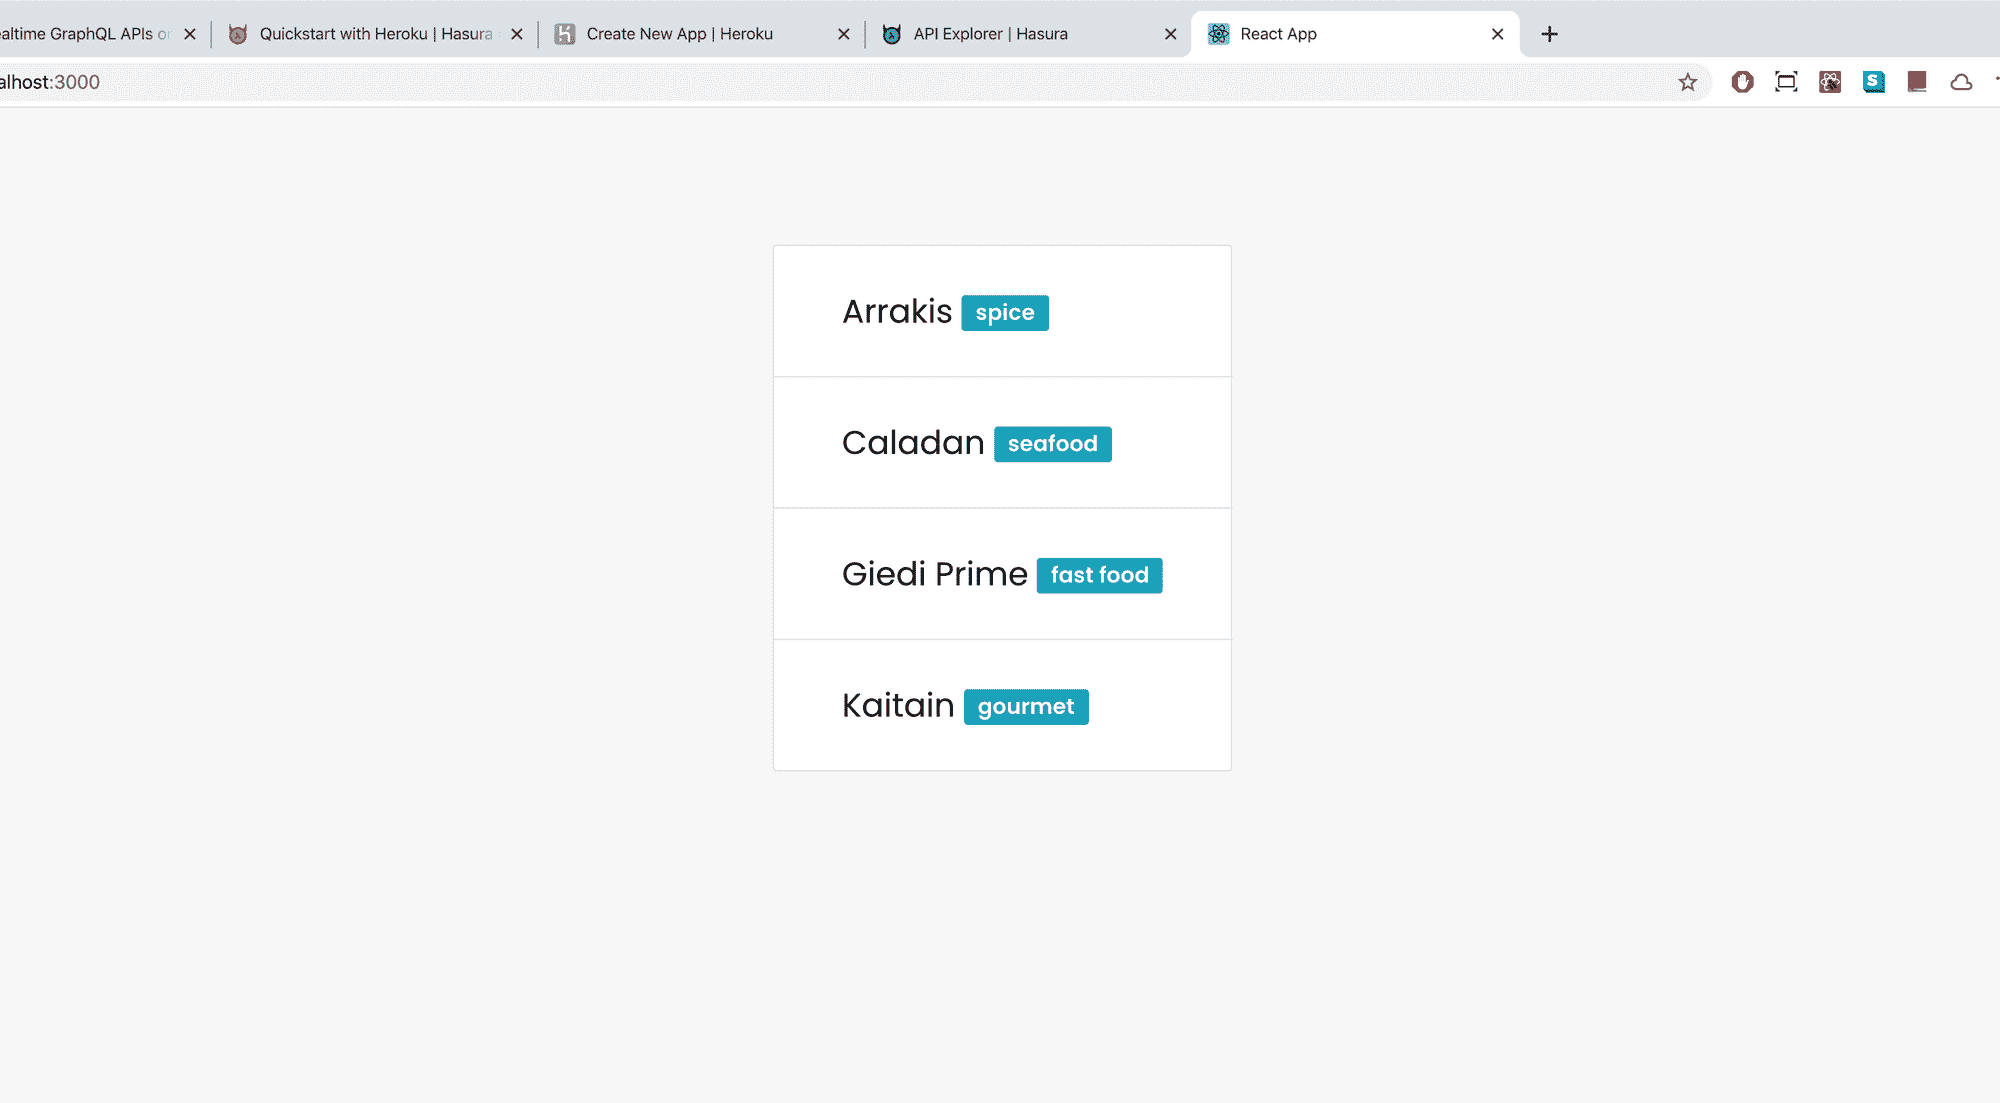 ealtime GraphQL APIs or
Quickstart with Heroku | Hasura
Create New App | Heroku
API Explorer | Hasura
React App
alhost:3000
S
Arrakis spice
Caladan seafood
Giedi Prime fast food
Kaitain gourmet